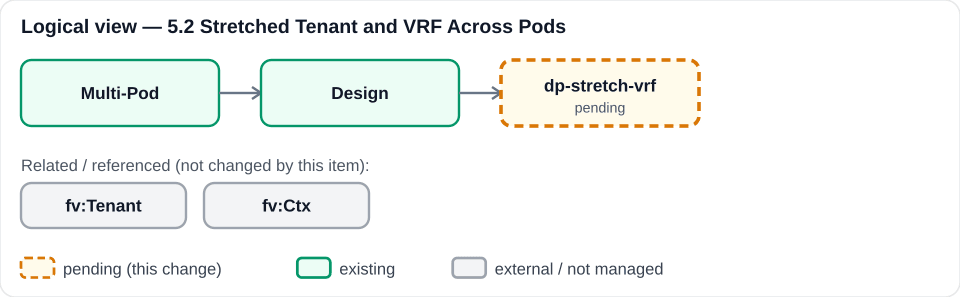 Logical view — 5.2 Stretched Tenant and VRF Across Pods
Multi-Pod
Design
dp-stretch-vrf
pending
Related / referenced (not changed by this item):
fv:Tenant
fv:Ctx
pending (this change)
existing
external / not managed